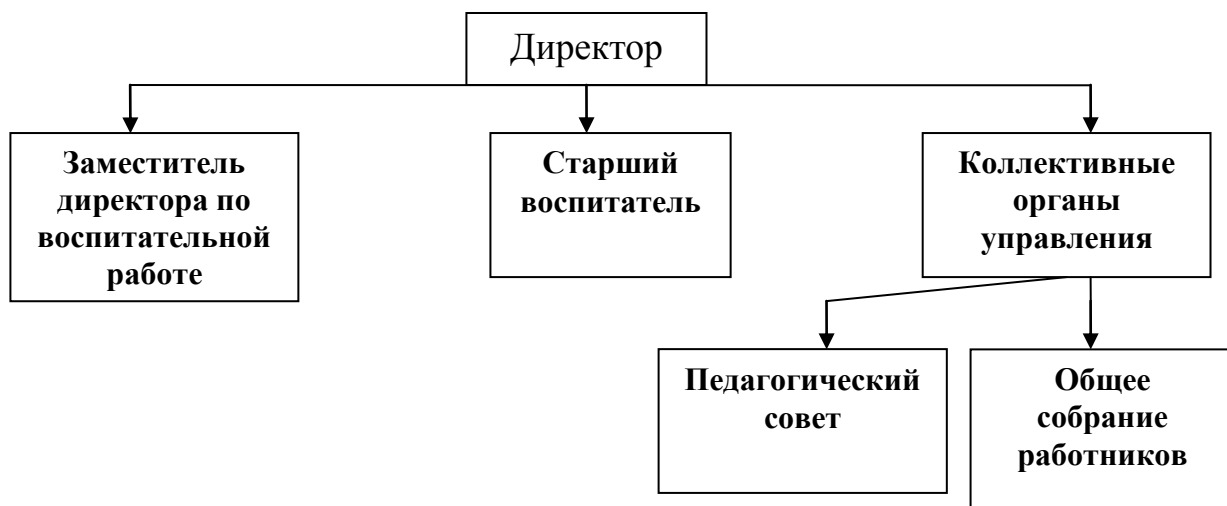 Директор
Заместитель
директора по
воспитательной
работе
Старший
воспитатель
Коллективные
органы
управления
Педагогический
совет
Общее
собрание
работников